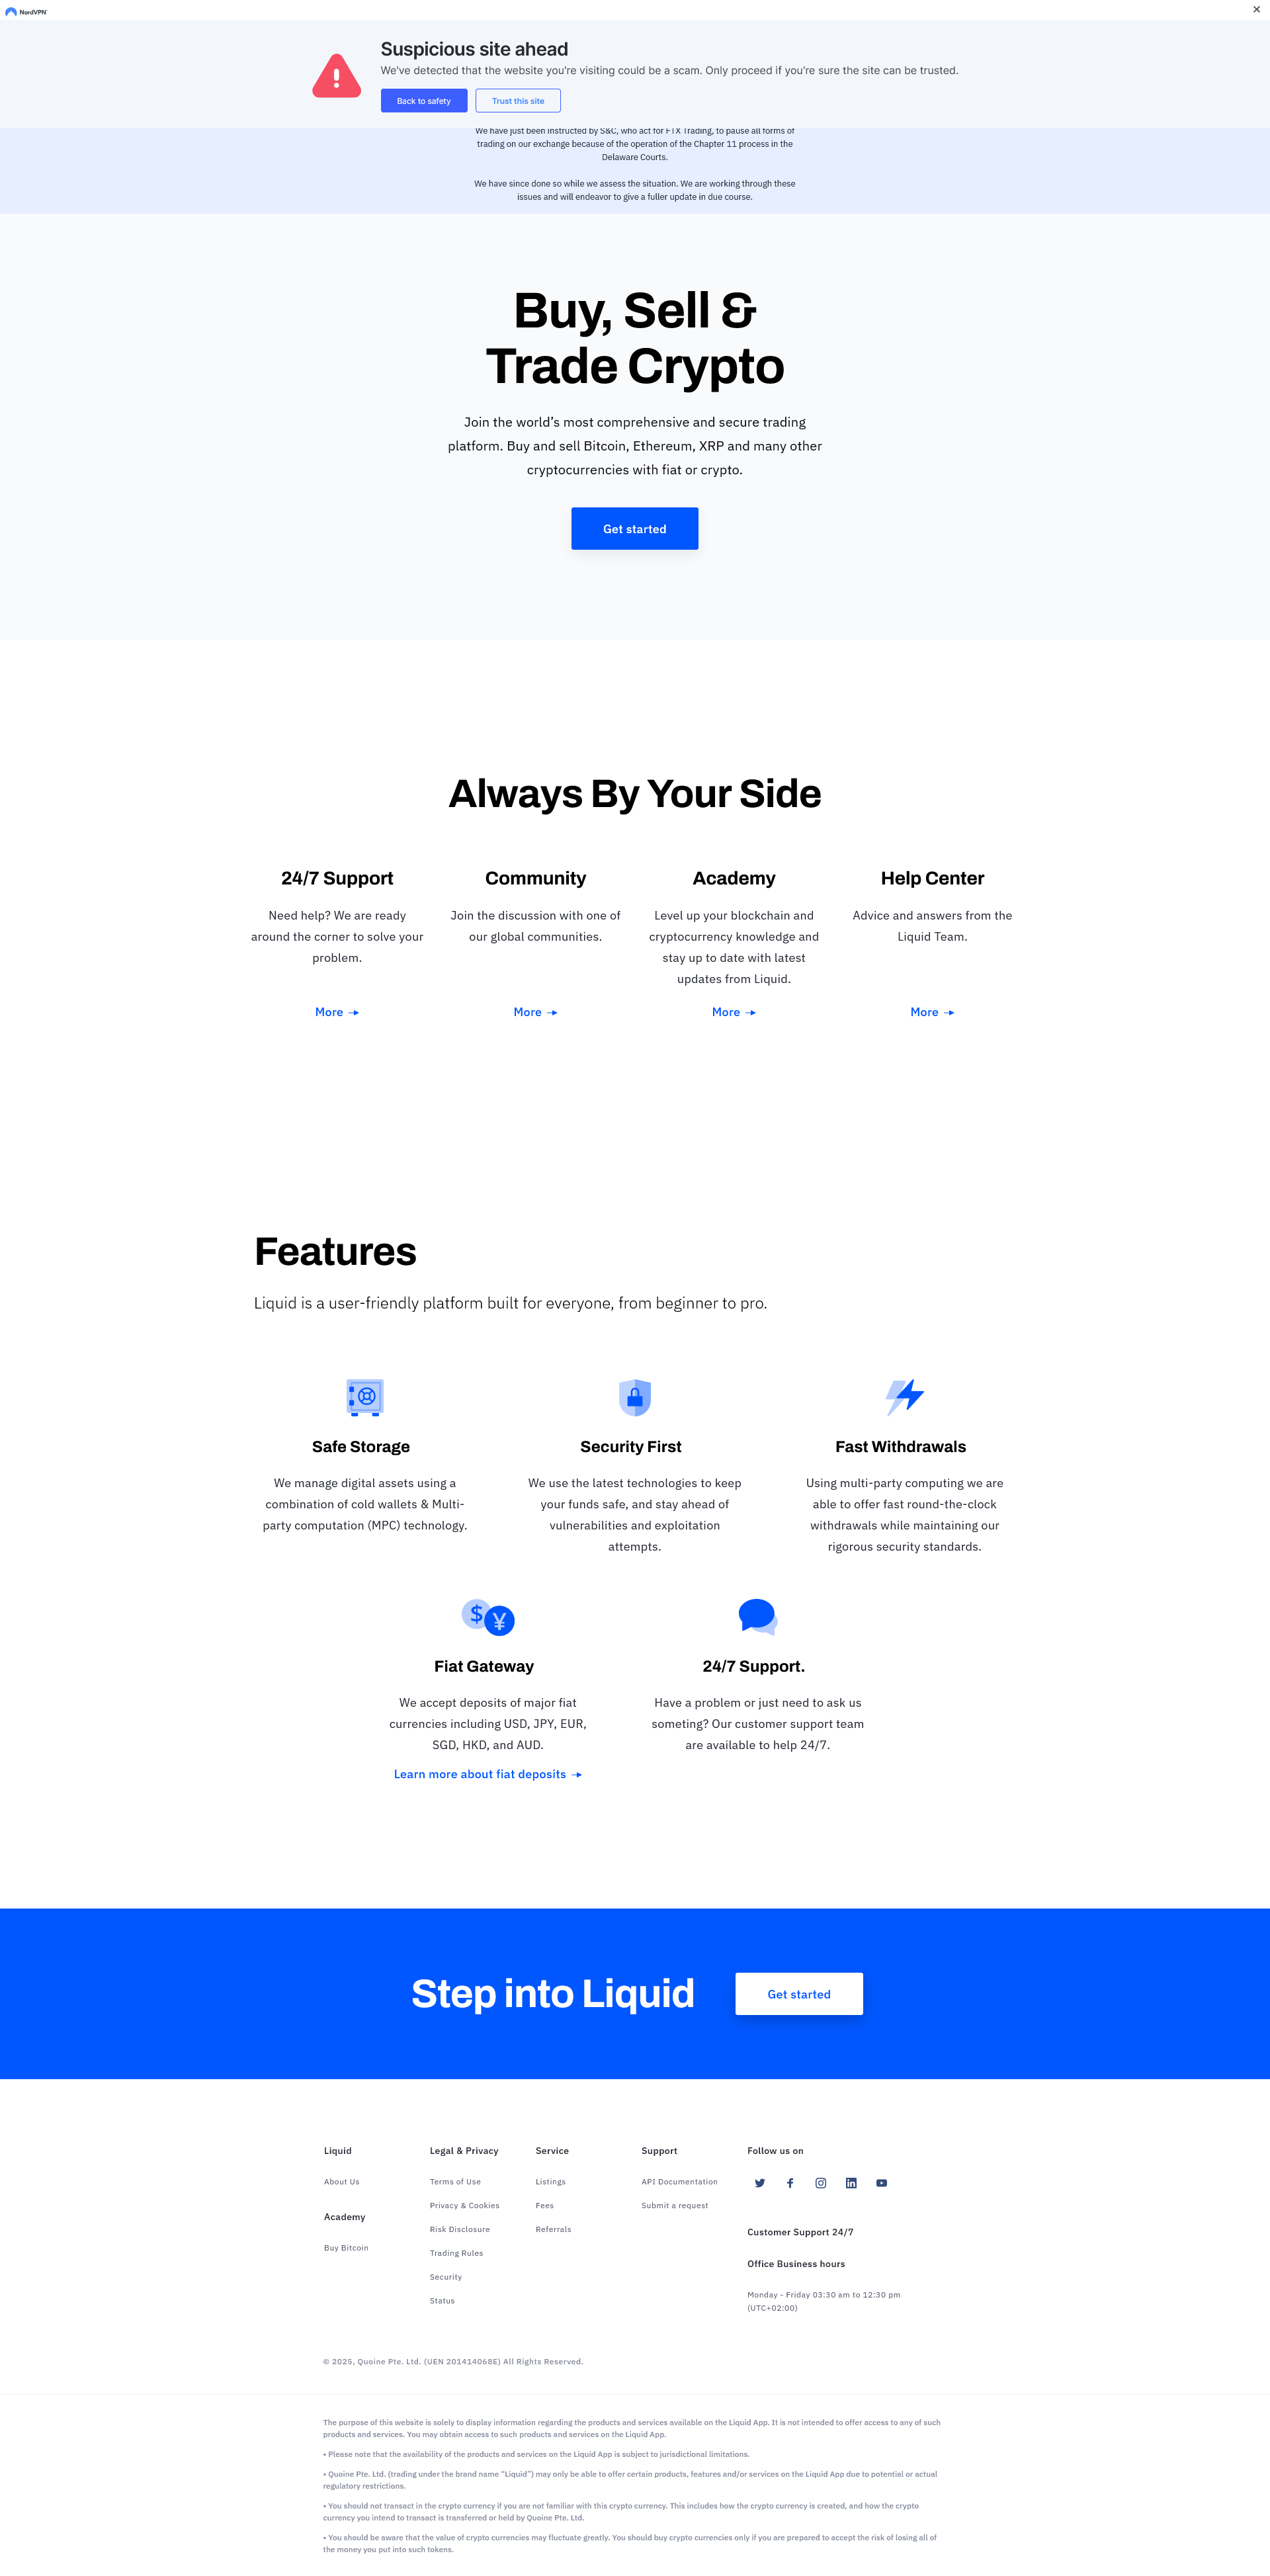 NordVPN
Suspicious site ahead
We've detected that the website you're visiting could be a scam. Only proceed if you're sure the site can be trusted.
Back to safety
Trust this site
We have just been instructed by S&C, who act for FTX Trading, to pause all forms of
trading on our exchange because of the operation of the Chapter 11 process in the
Delaware Courts.
We have since done so while we assess the situation. We are working through these
issues and will endeavor to give a fuller update in due course.
Buy, Sell &
Trade Crypto
Join the world’s most comprehensive and secure trading
platform. Buy and sell Bitcoin, Ethereum, XRP and many other
cryptocurrencies with fiat or crypto.
Get started
Always By Your Side
24/7 Support
Need help? We are ready
around the corner to solve your
problem.
More
Community
Join the discussion with one of
our global communities.
More
Academy
Level up your blockchain and
cryptocurrency knowledge and
stay up to date with latest
updates from Liquid.
More
Help Center
Advice and answers from the
Liquid Team.
More
Features
Liquid is a user-friendly platform built for everyone, from beginner to pro.
Safe Storage
We manage digital assets using a
combination of cold wallets & Multi-
party computation (MPC) technology.
Security First
We use the latest technologies to keep
your funds safe, and stay ahead of
vulnerabilities and exploitation
attempts.
Fast Withdrawals
Using multi-party computing we are
able to offer fast round-the-clock
withdrawals while maintaining our
rigorous security standards.
$ ¥
Fiat Gateway
We accept deposits of major fiat
currencies including USD, JPY, EUR,
SGD, HKD, and AUD.
Learn more about fiat deposits
24/7 Support.
Have a problem or just need to ask us
someting? Our customer support team
are available to help 24/7.
Step into Liquid
Get started
Liquid
About Us
Academy
Buy Bitcoin
Legal & Privacy
Terms of Use
Privacy & Cookies
Risk Disclosure
Trading Rules
Security
Status
Service
Listings
Fees
Referrals
Support
API Documentation
Submit a request
Follow us on
Customer Support 24/7
Office Business hours
Monday - Friday 03:30 am to 12:30 pm
(UTC+02:00)
© 2025, Quoine Pte. Ltd. (UEN 201414068E) All Rights Reserved.
The purpose of this website is solely to display information regarding the products and services available on the Liquid App. It is not intended to offer access to any of such
products and services. You may obtain access to such products and services on the Liquid App.
• Please note that the availability of the products and services on the Liquid App is subject to jurisdictional limitations.
• Quoine Pte. Ltd. (trading under the brand name “Liquid”) may only be able to offer certain products, features and/or services on the Liquid App due to potential or actual
regulatory restrictions.
• You should not transact in the crypto currency if you are not familiar with this crypto currency. This includes how the crypto currency is created, and how the crypto
currency you intend to transact is transferred or held by Quoine Pte. Ltd.
• You should be aware that the value of crypto currencies may fluctuate greatly. You should buy crypto currencies only if you are prepared to accept the risk of losing all of
the money you put into such tokens.